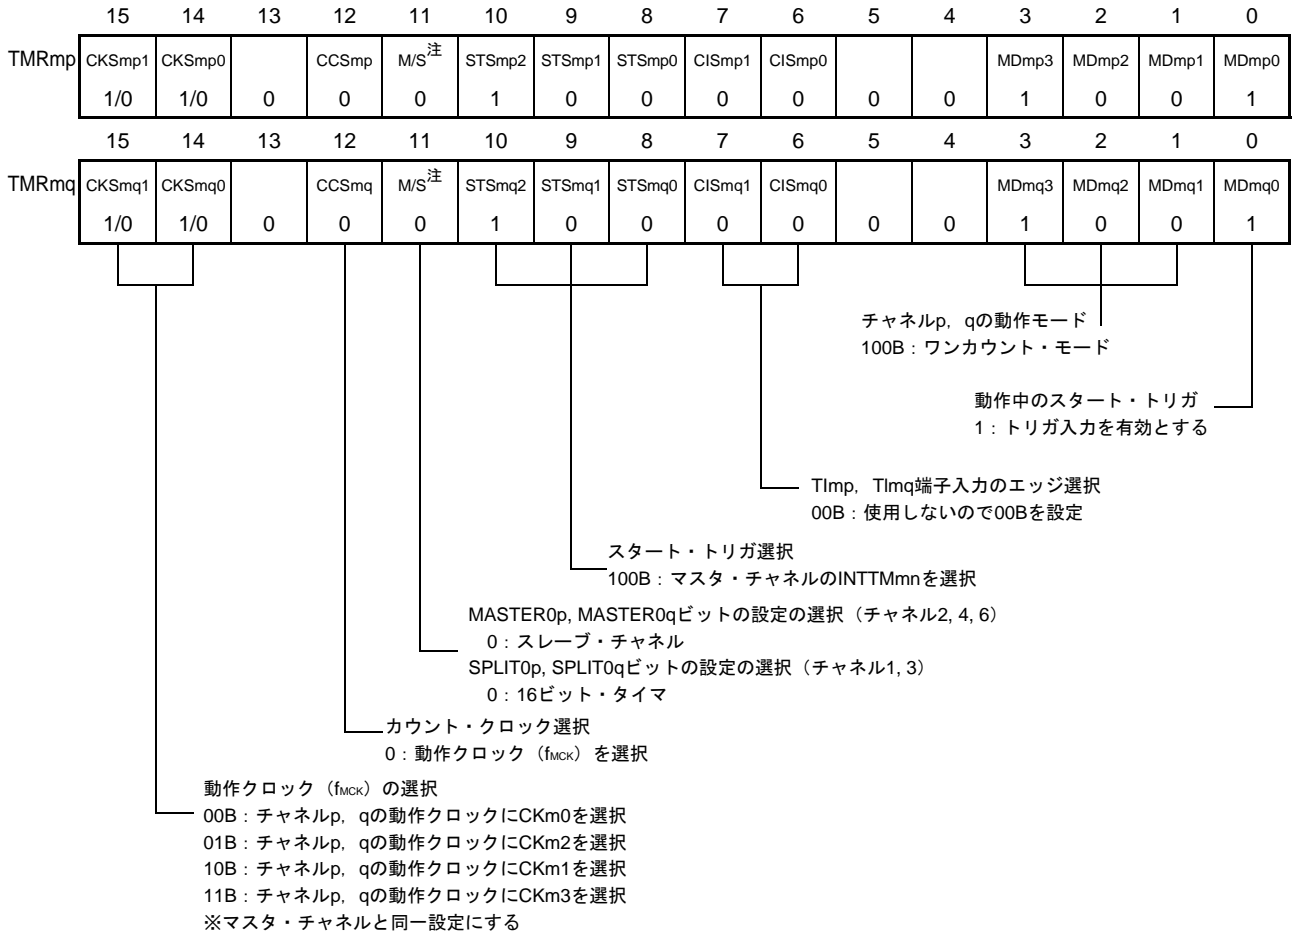 15 14 13 12 11 10 9 8 7 6 5 4 3 2 1 0
TMRmp CKSmp1 CKSmp0 CCSmp M/S注 STSmp2 STSmp1 STSmp0 CISmp1 CISmp0 MDmp3 MDmp2 MDmp1 MDmp0
1/0 1/0 0 0 0 1 0 0 0 0 0 0 1 0 0 1
15 14 13 12 11 10 9 8 7 6 5 4 3 2 1 0
TMRmq CKSmq1 CKSmq0 CCSmq M/S注 STSmq2 STSmq1 STSmq0 CISmq1 CISmq0 MDmq3 MDmq2 MDmq1 MDmq0
1/0 1/0 0 0 0 1 0 0 0 0 0 0 1 0 0 1
チャネルp, qの動作モード
100B：ワンカウント・モード
動作中のスタート・トリガ
1：トリガ入力を有効とする
TImp, TImq端子入力のエッジ選択
00B：使用しないので00Bを設定
スタート・トリガ選択
100B：マスタ・チャネルのINTTMmnを選択
MASTER0p, MASTER0qビットの設定の選択（チャネル2, 4, 6）
0：スレーブ・チャネル
SPLIT0p, SPLIT0qビットの設定の選択（チャネル1, 3）
0：16ビット・タイマ
カウント・クロック選択
0：動作クロック（fMCK）を選択
動作クロック（fMCK）の選択
00B：チャネルp, qの動作クロックにCKm0を選択
01B：チャネルp, qの動作クロックにCKm2を選択
10B：チャネルp, qの動作クロックにCKm1を選択
11B：チャネルp, qの動作クロックにCKm3を選択
※マスタ・チャネルと同一設定にする